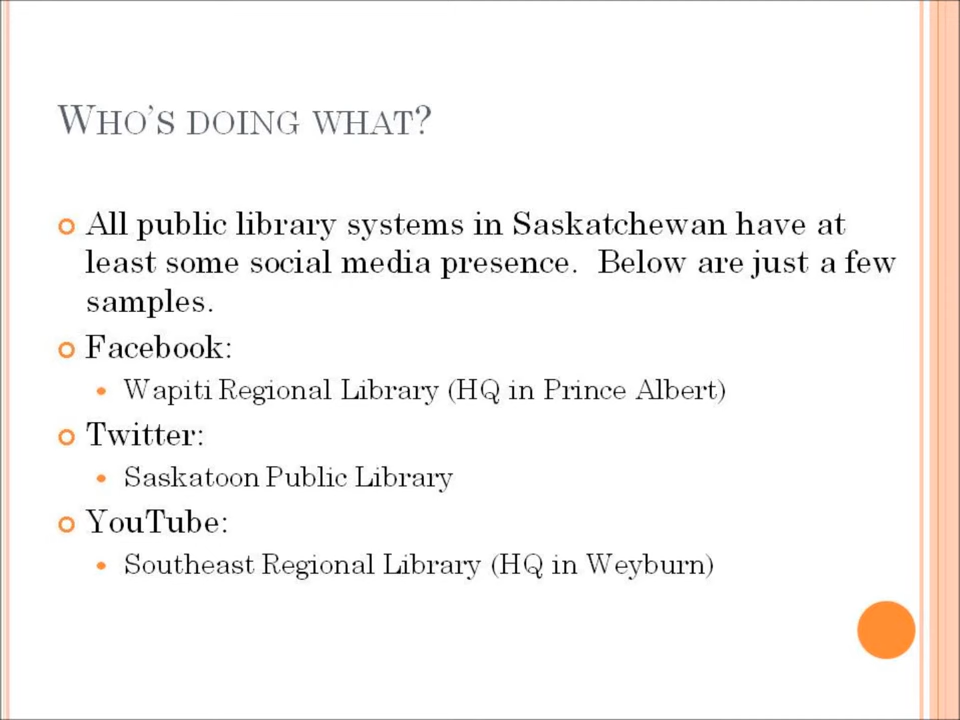 WHO'S DOING WHAT?
All public library systems in Saskatchewan have at
least some social media presence.  Below are just a few
samples.
Facebook:
Wapiti Regional Library (HQ in Prince Albert)
Twitter:
Saskatoon Public Library
YouTube:
Southeast Regional Library (HQ in Weyburn)